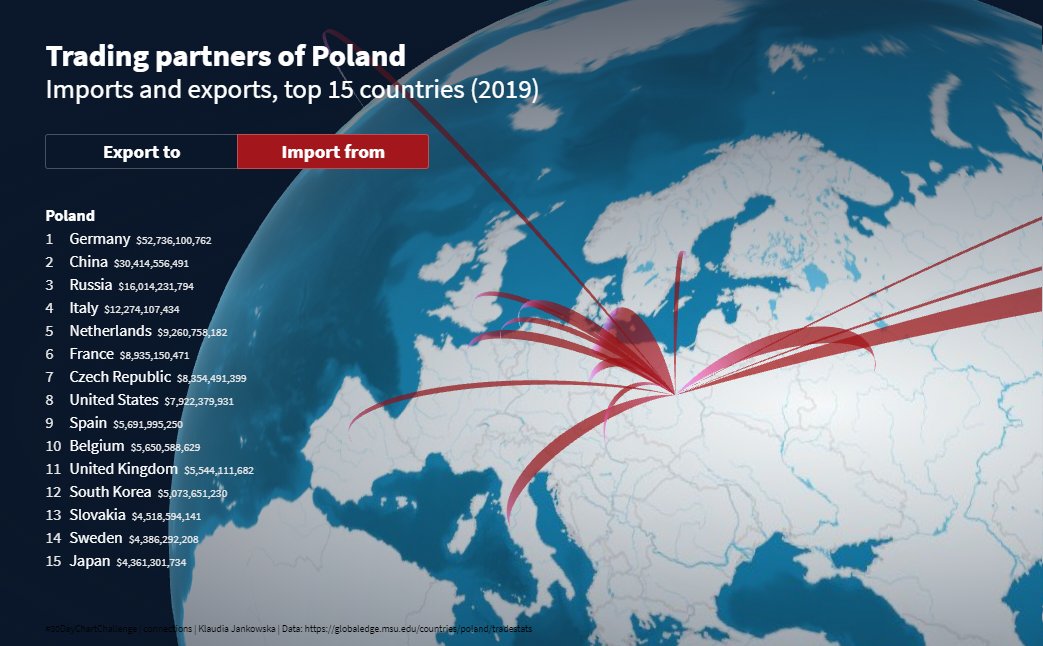 Trading partners of Poland
Imports and exports, top 15 countries (2019)
Export to
Import from
Poland
1 Germany $52,736,100,762
2 China $30,414,556,491
3 Russia $16,014,231,794
4 Italy $12,274,107,434
5 Netherlands $9,260,758,182
6 France $8,935,150,471
7 Czech Republic $8,354,491,399
8 United States $7,922,379,931
9 Spain $5,691,995,250
10 Belgium $5,650,588,629
11 United Kingdom $5,544,111,682
12 South Korea $5,073,651,230
13 Slovakia $4,518,594,141
14 Sweden $4,386,292,208
15 Japan $4,361,301,734
#30DayChartChallenge | connections | Klaudia Jankowska | Data: https://globaledge.msu.edu/countries/poland/tradestats